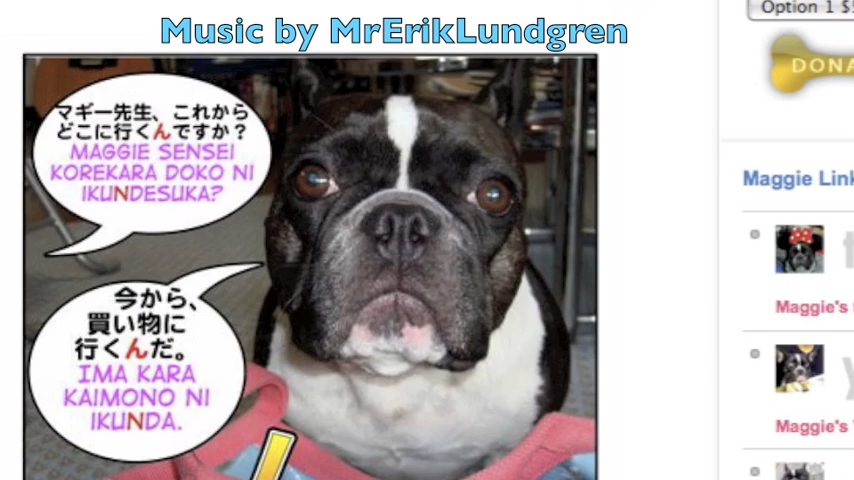 Music by MrErikLundgren
マギー先生、これから
どこに行くんですか？
MAGGIE SENSEI
KOREKARA DOKO NI
IKUNDESUKA?
今から、
買い物に
行くんだ。
IMA KARA
KAIMONO NI
IKUNDA.
Option 1
DONA
Maggie Link
Maggie's
Maggie's